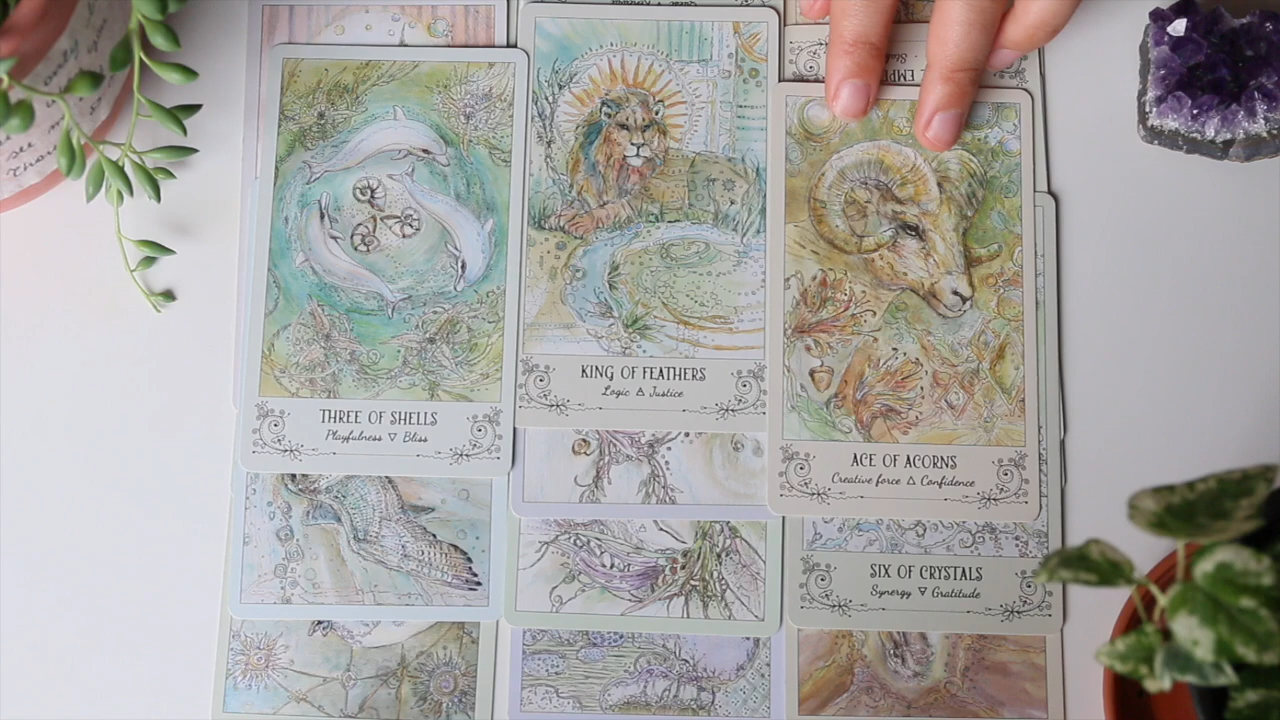 THREE OF SHELLS
Playfulness ▽ Bliss
KING OF FEATHERS
Logic △ Justice
ACE OF ACORNS
Creative force △ Confidence
SIX OF CRYSTALS
Synergy ▽ Gratitude